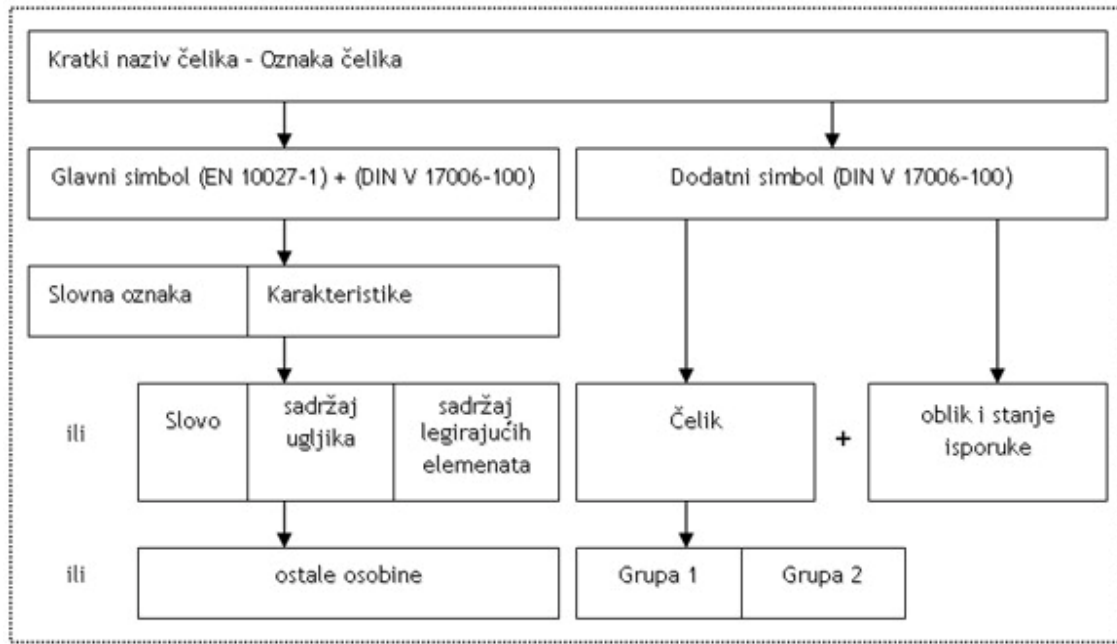 Kratki naziv čelika - Oznaka čelika
Glavni simbol (EN 10027-1) + (DIN V 17006-100)
Dodatni simbol (DIN V 17006-100)
Slovna oznaka
Karakteristike
ili
Slovo
sadržaj
ugljika
sadržaj
legirajućih
elemenata
Čelik
+
oblik i stanje
isporuke
ili
ostale osobine
Grupa 1
Grupa 2